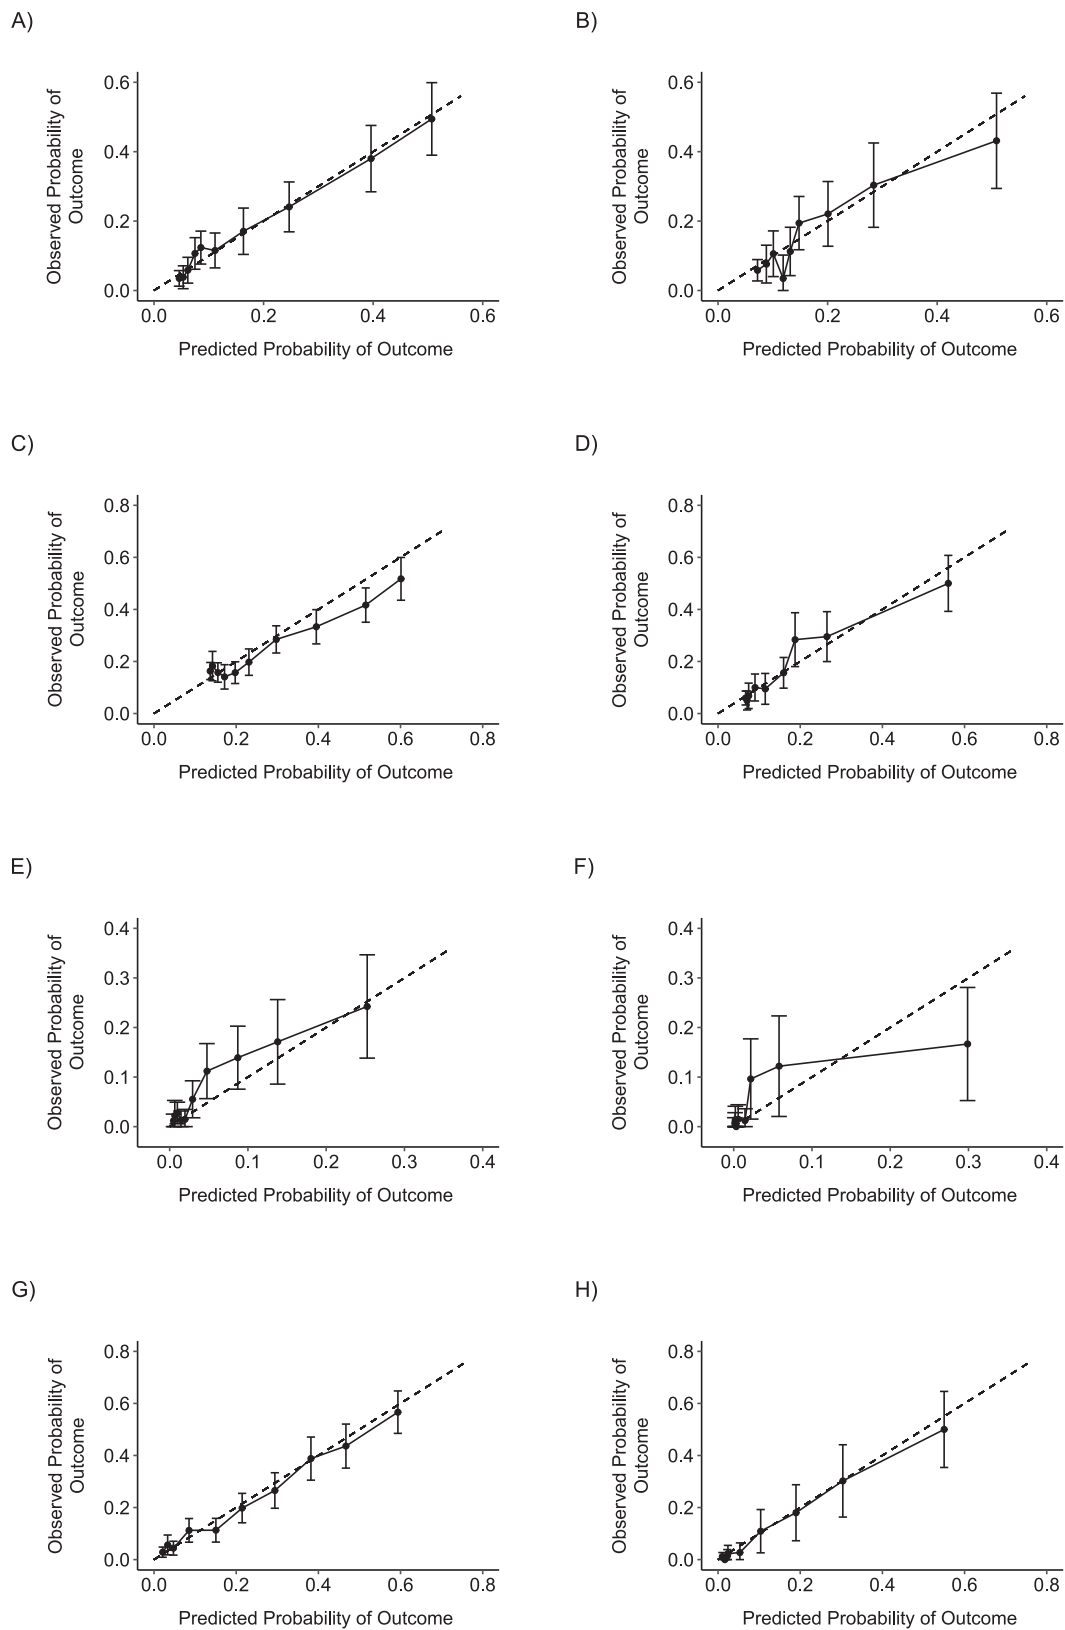 A)
Observed Probability of
Outcome
0.6
0.4
0.2
0.0
0.0 0.2 0.4 0.6
Predicted Probability of Outcome
B)
Observed Probability of
Outcome
0.6
0.4
0.2
0.0
0.0 0.2 0.4 0.6
Predicted Probability of Outcome
C)
Observed Probability of
Outcome
0.8
0.6
0.4
0.2
0.0
0.0 0.2 0.4 0.6 0.8
Predicted Probability of Outcome
D)
Observed Probability of
Outcome
0.8
0.6
0.4
0.2
0.0
0.0 0.2 0.4 0.6 0.8
Predicted Probability of Outcome
E)
Observed Probability of
Outcome
0.4
0.3
0.2
0.1
0.0
0.0 0.1 0.2 0.3 0.4
Predicted Probability of Outcome
F)
Observed Probability of
Outcome
0.4
0.3
0.2
0.1
0.0
0.0 0.1 0.2 0.3 0.4
Predicted Probability of Outcome
G)
Observed Probability of
Outcome
0.8
0.6
0.4
0.2
0.0
0.0 0.2 0.4 0.6 0.8
Predicted Probability of Outcome
H)
Observed Probability of
Outcome
0.8
0.6
0.4
0.2
0.0
0.0 0.2 0.4 0.6 0.8
Predicted Probability of Outcome